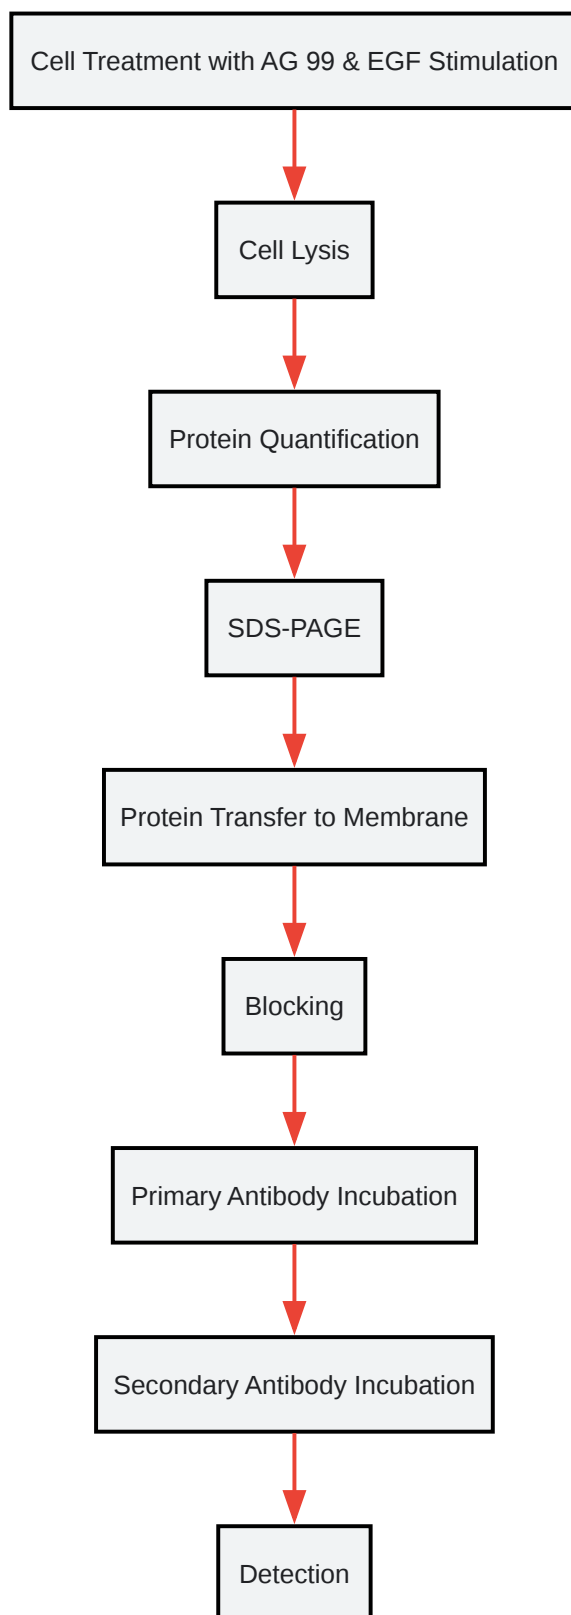 Cell Treatment with AG 99 & EGF Stimulation
Cell Lysis
Protein Quantification
SDS-PAGE
Protein Transfer to Membrane
Blocking
Primary Antibody Incubation
Secondary Antibody Incubation
Detection